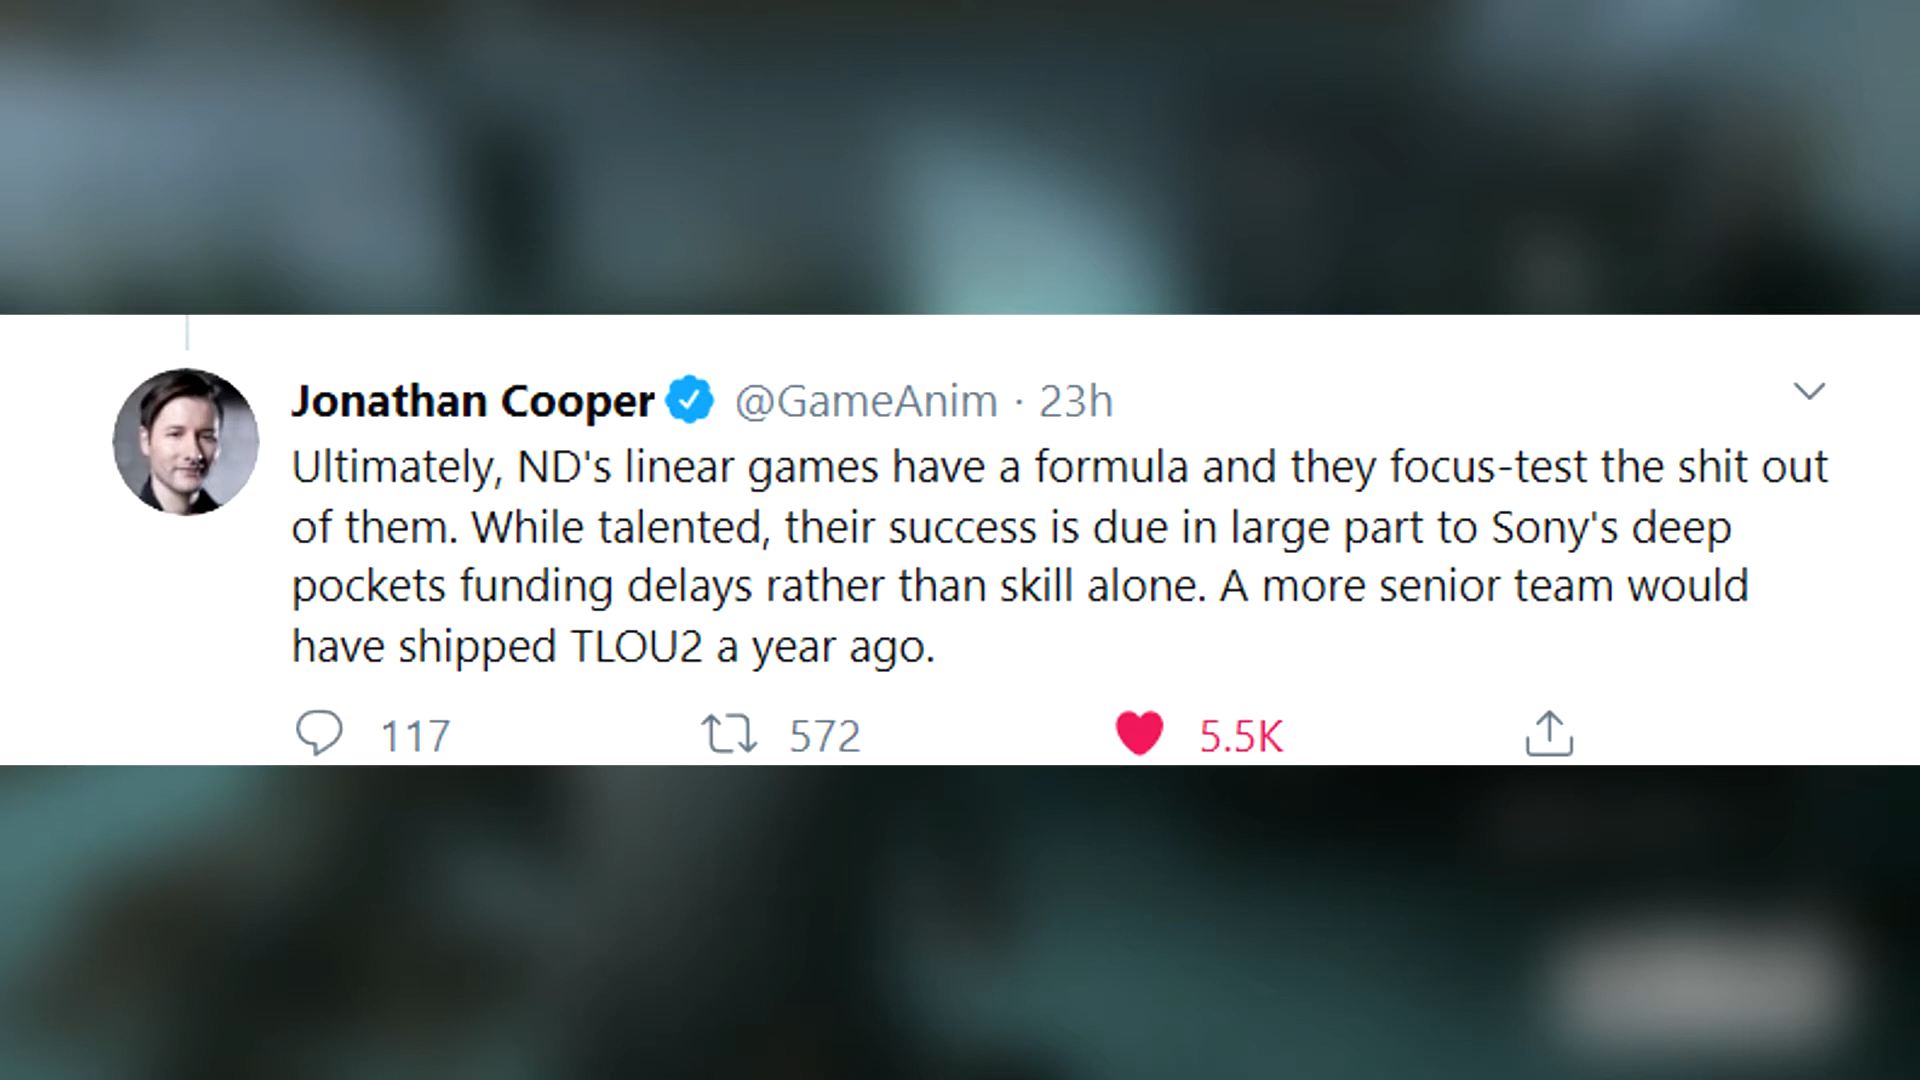 Jonathan Cooper @GameAnim · 23h
Ultimately, ND's linear games have a formula and they focus-test the shit out
of them. While talented, their success is due in large part to Sony's deep
pockets funding delays rather than skill alone. A more senior team would
have shipped TLOU2 a year ago.
117 572 5.5K